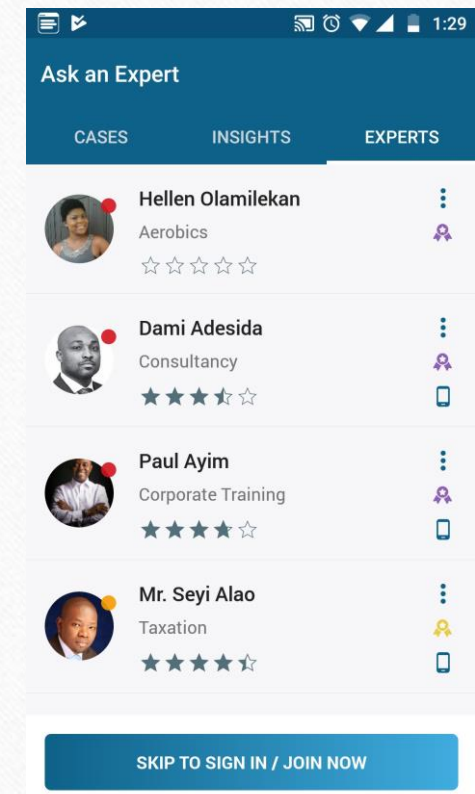 1:29
Ask an Expert
CASES INSIGHTS EXPERTS
Hellen Olamilekan
Aerobics
Dami Adesida
Consultancy
Paul Ayim
Corporate Training
Mr. Seyi Alao
Taxation
SKIP TO SIGN IN / JOIN NOW